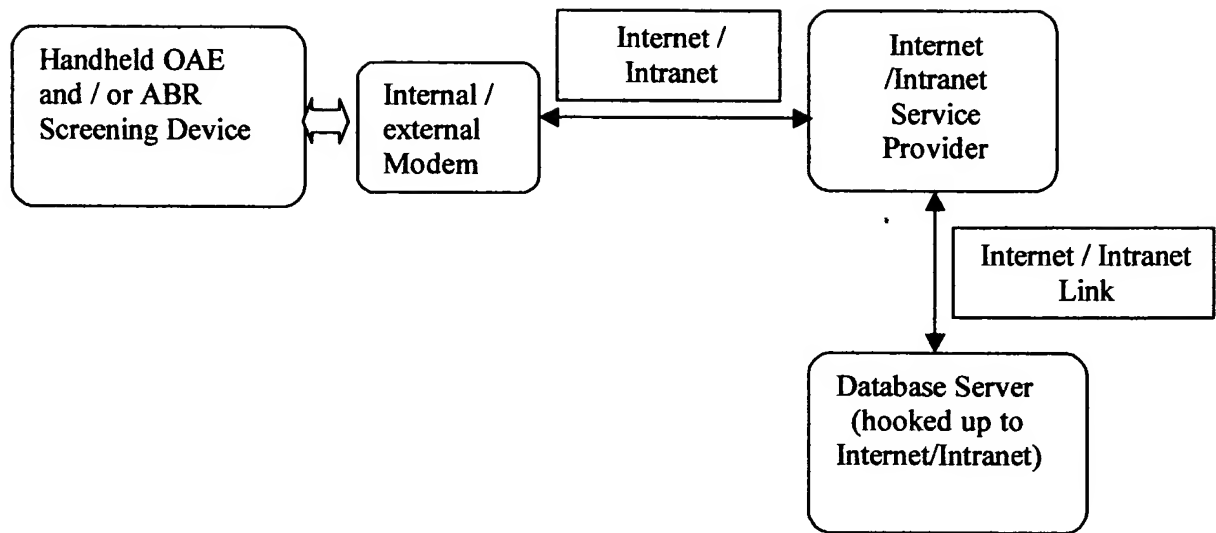 Handheld OAE
and / or ABR
Screening Device
Internal /
external
Modem
Internet /
Intranet
Internet
/Intranet
Service
Provider
Internet / Intranet
Link
Database Server
(hooked up to
Internet/Intranet)